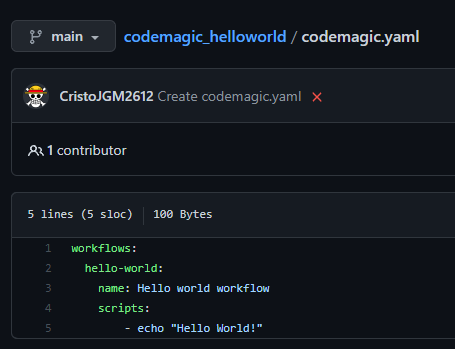 main
codemagic_helloworld / codemagic.yaml
CristoJGM2612 Create codemagic.yaml
1 contributor
5 lines (5 sloc) 100 Bytes
1 workflows:
2 hello-world:
3 name: Hello world workflow
4 scripts:
5 - echo "Hello World!"